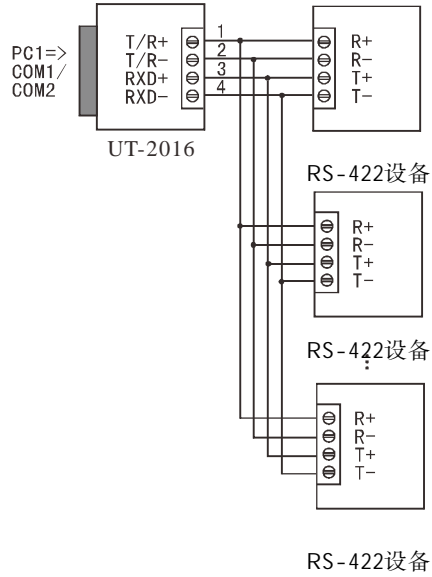 PC1=>
COM1/
COM2
T/R+
T/R-
RXD+
RXD-
1
2
3
4
UT-2016
R+
R-
T+
T-
RS-422设备
R+
R-
T+
T-
RS-422设备
⋮
R+
R-
T+
T-
RS-422设备